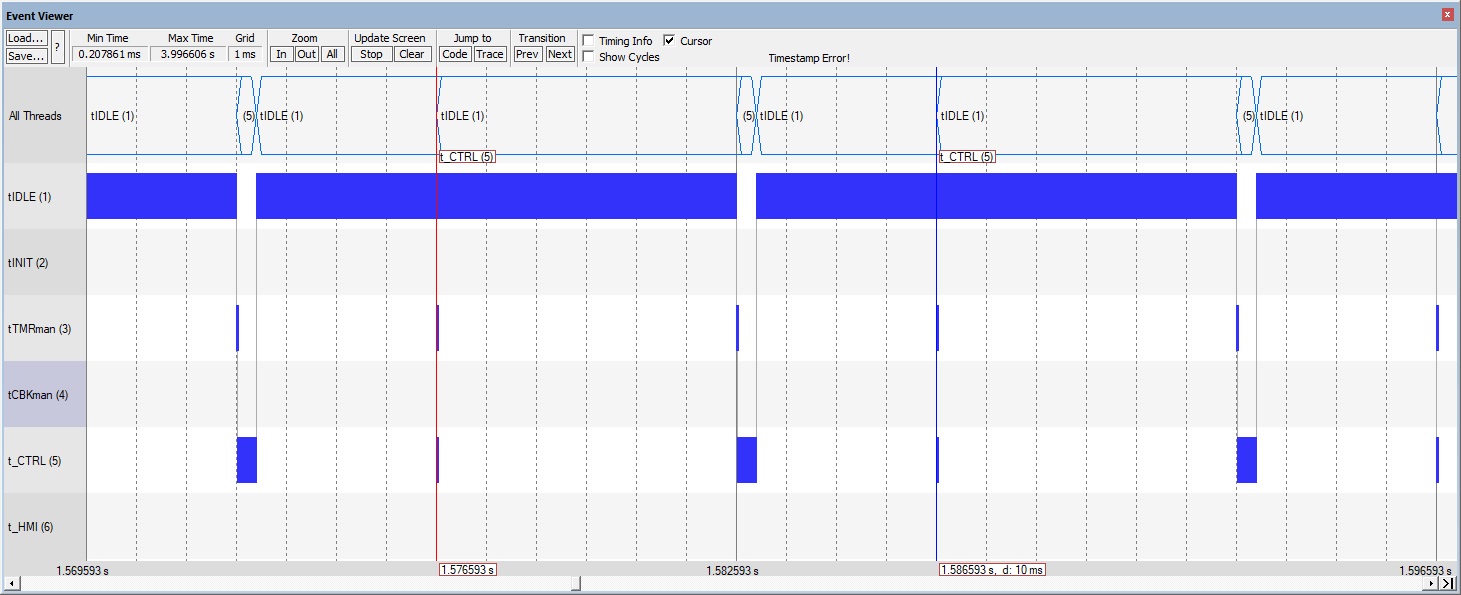 Event Viewer
Load... Min Time Max Time Grid Zoom Update Screen Jump to Transition Timing Info Cursor
Save... ? 0.207861 ms 3.996606 s 1 ms In Out All Stop Clear Code Trace Prev Next Show Cycles Timestamp Error!
All Threads tIDLE (1) (5) tIDLE (1) tIDLE (1) (5) tIDLE (1) tIDLE (1) (5) tIDLE (1)
t_CTRL (5) t_CTRL (5)
tIDLE (1)
tINIT (2)
tTMRman (3)
tCBKman (4)
t_CTRL (5)
t_HMI (6)
1.569593 s 1.576593 s 1.582593 s 1.586593 s, d: 10 ms 1.596593 s